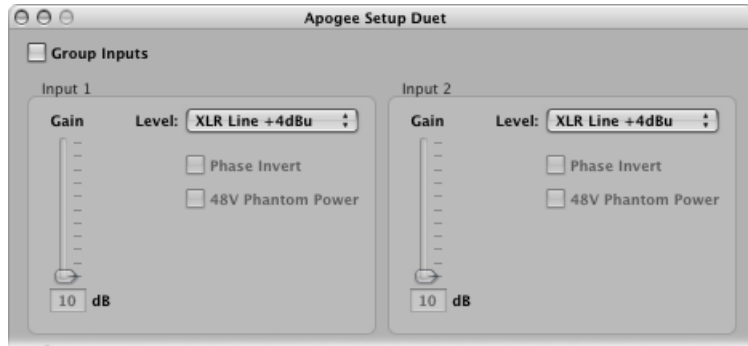 Apogee Setup Duet
Group Inputs
Input 1
Gain
Level: XLR Line +4dBu
Phase Invert
48V Phantom Power
10 dB
Input 2
Gain
Level: XLR Line +4dBu
Phase Invert
48V Phantom Power
10 dB